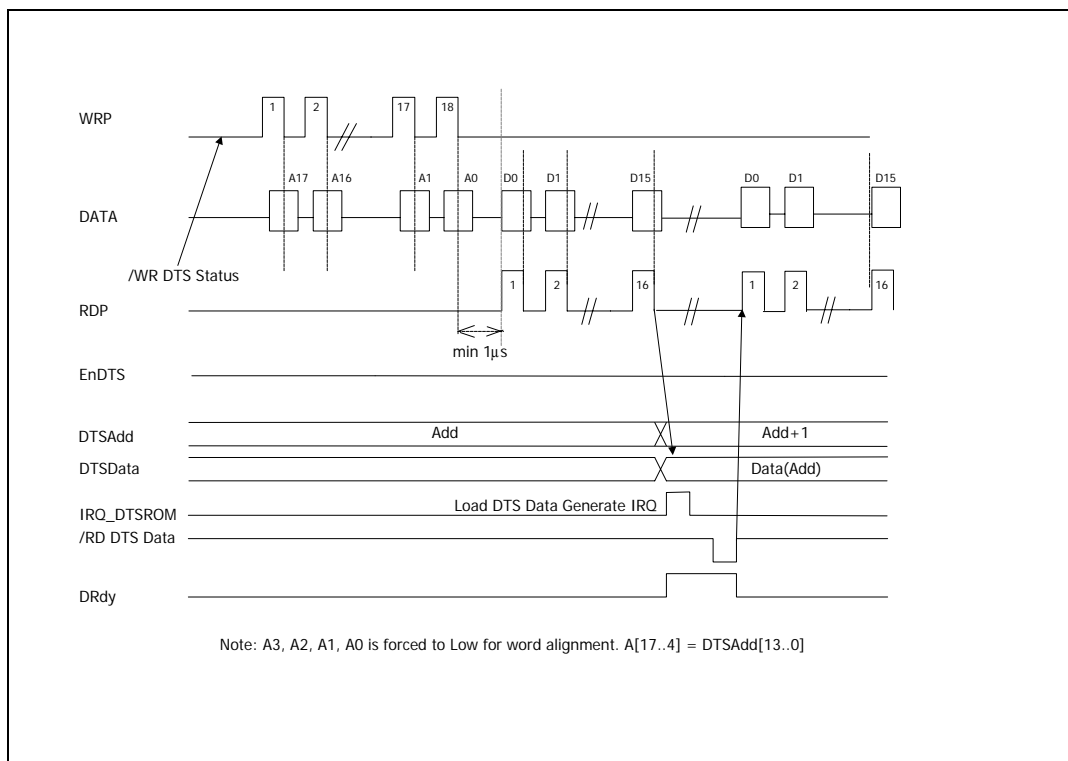 WRP
1 2 17 18
A17 A16 A1 A0 D0 D1 D15 D0 D1 D15
DATA
/WR DTS Status
1 2 16 1 2 16
RDP
min 1µs
EnDTS
DTSAdd Add Add+1
DTSData Data(Add)
IRQ_DTSROM Load DTS Data Generate IRQ
/RD DTS Data
DRdy
Note: A3, A2, A1, A0 is forced to Low for word alignment. A[17..4] = DTSAdd[13..0]